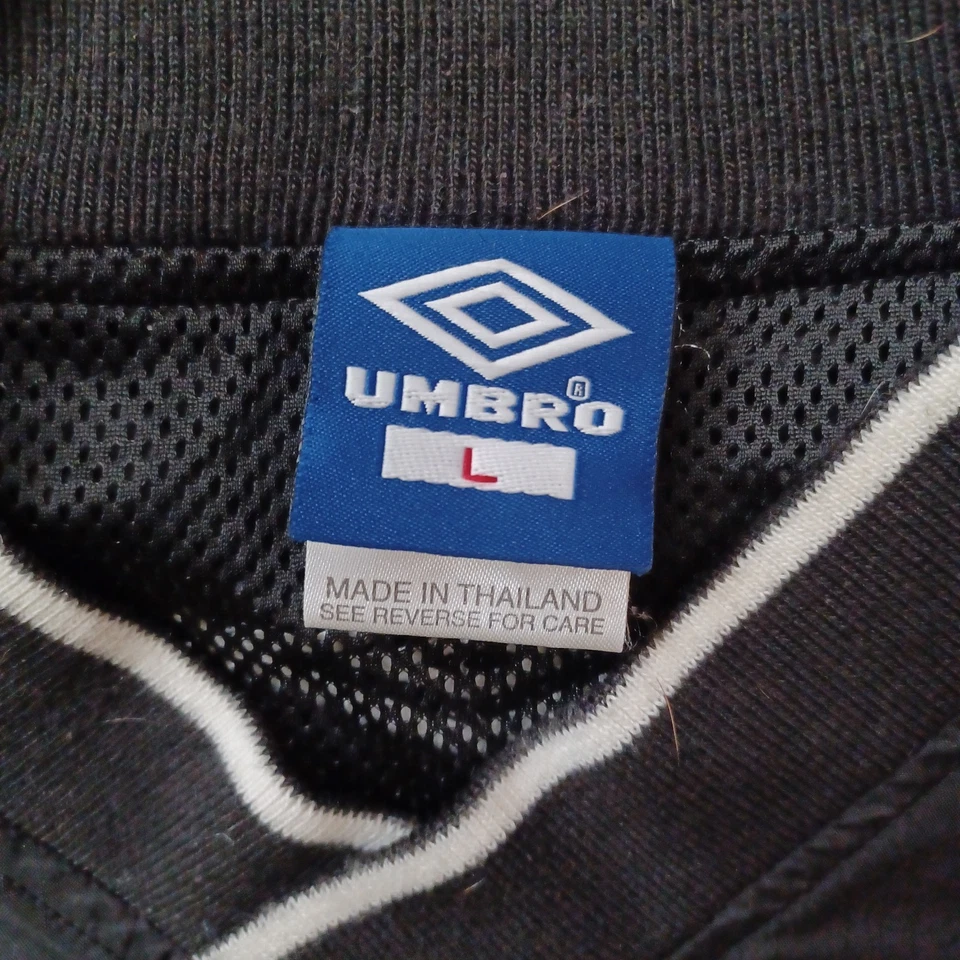 UMBRO®
L
MADE IN THAILAND
SEE REVERSE FOR CARE